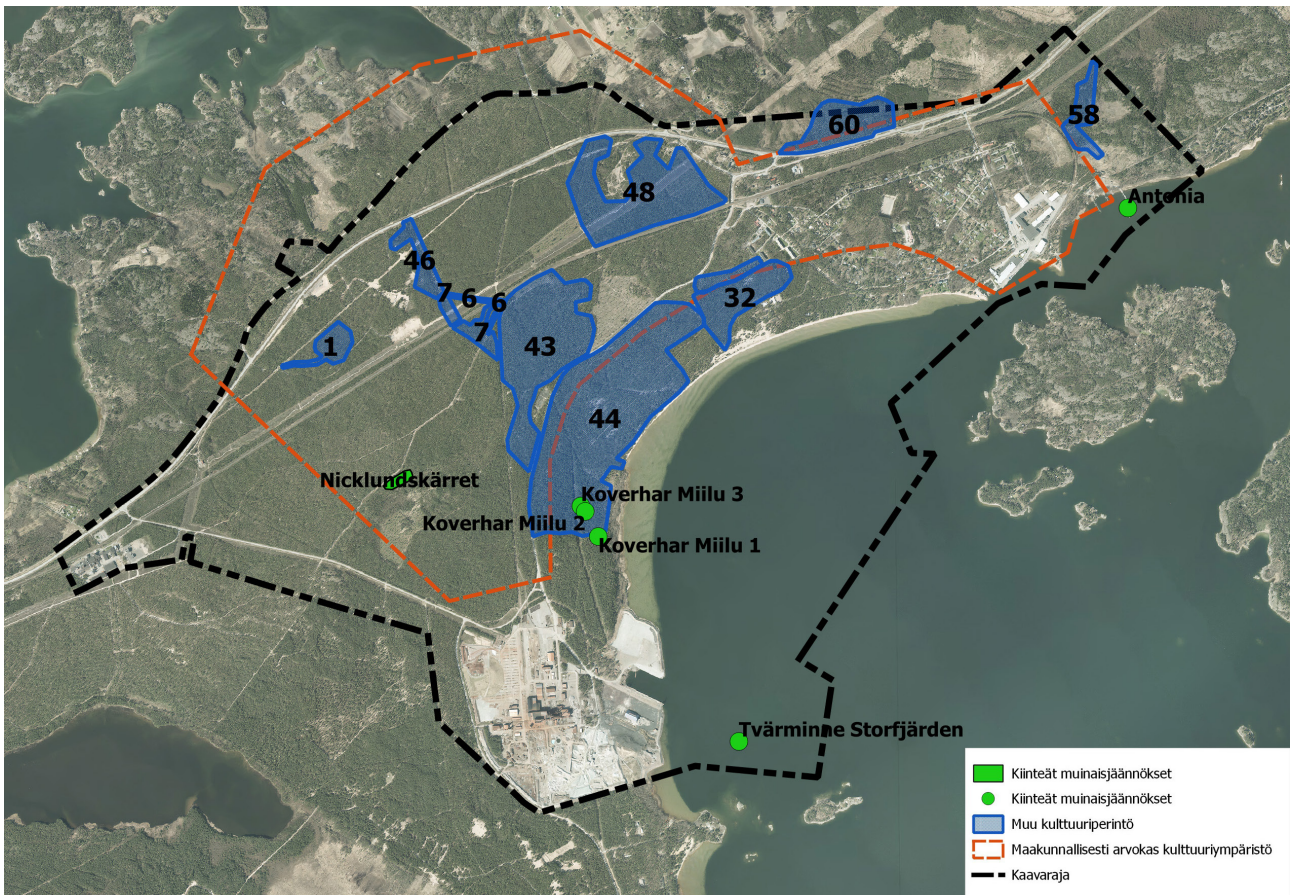 60
58
48
Antonia
46
7
6
6
7
32
1
43
44
Nicklundskärret
Koverhar Miilu 3
Koverhar Miilu 2
Koverhar Miilu 1
Tvärminne Storfjärden
Kiinteät muinaisjäännökset
Kiinteät muinaisjäännökset
Muu kulttuuriperintö
Maakunnallisesti arvokas kulttuuriympäristö
Kaavaraja